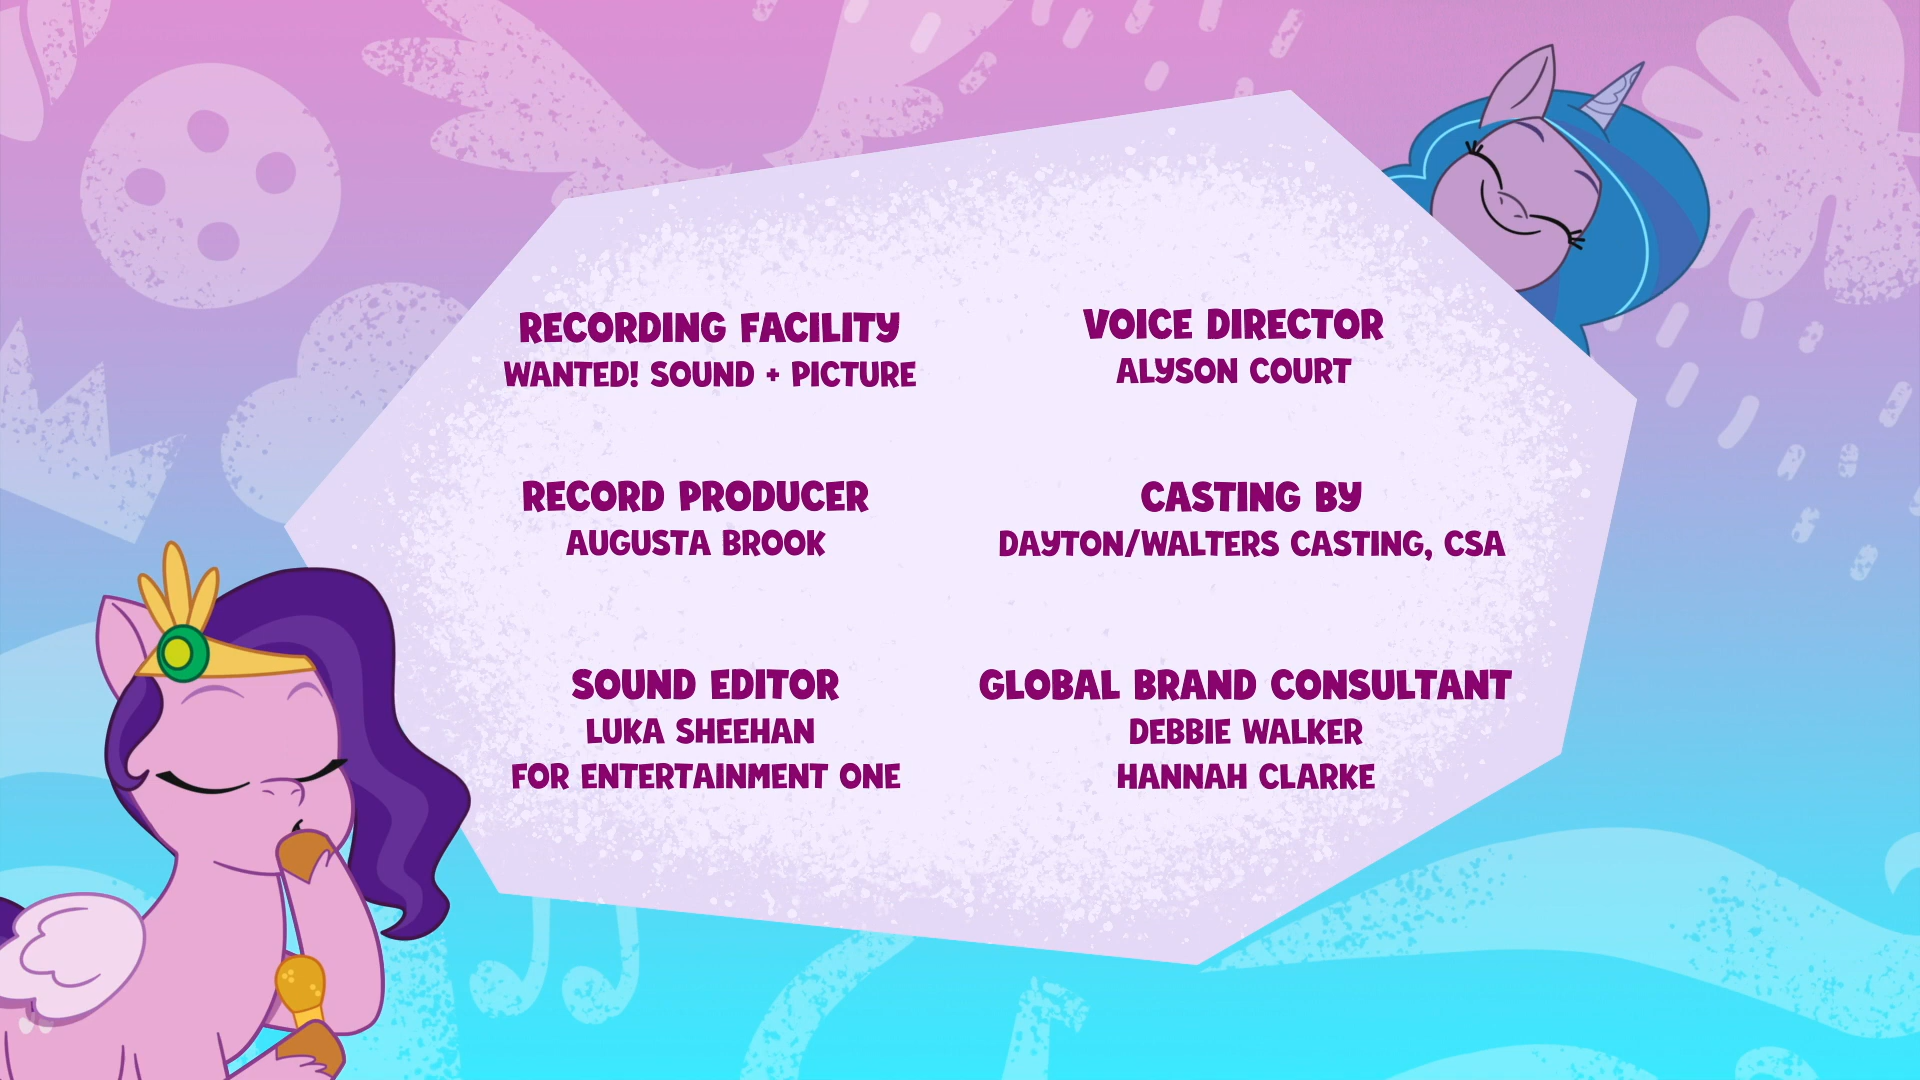 RECORDING FACILITY
WANTED! SOUND + PICTURE
VOICE DIRECTOR
ALYSON COURT
RECORD PRODUCER
AUGUSTA BROOK
CASTING BY
DAYTON/WALTERS CASTING, CSA
SOUND EDITOR
LUKA SHEEHAN
FOR ENTERTAINMENT ONE
GLOBAL BRAND CONSULTANT
DEBBIE WALKER
HANNAH CLARKE